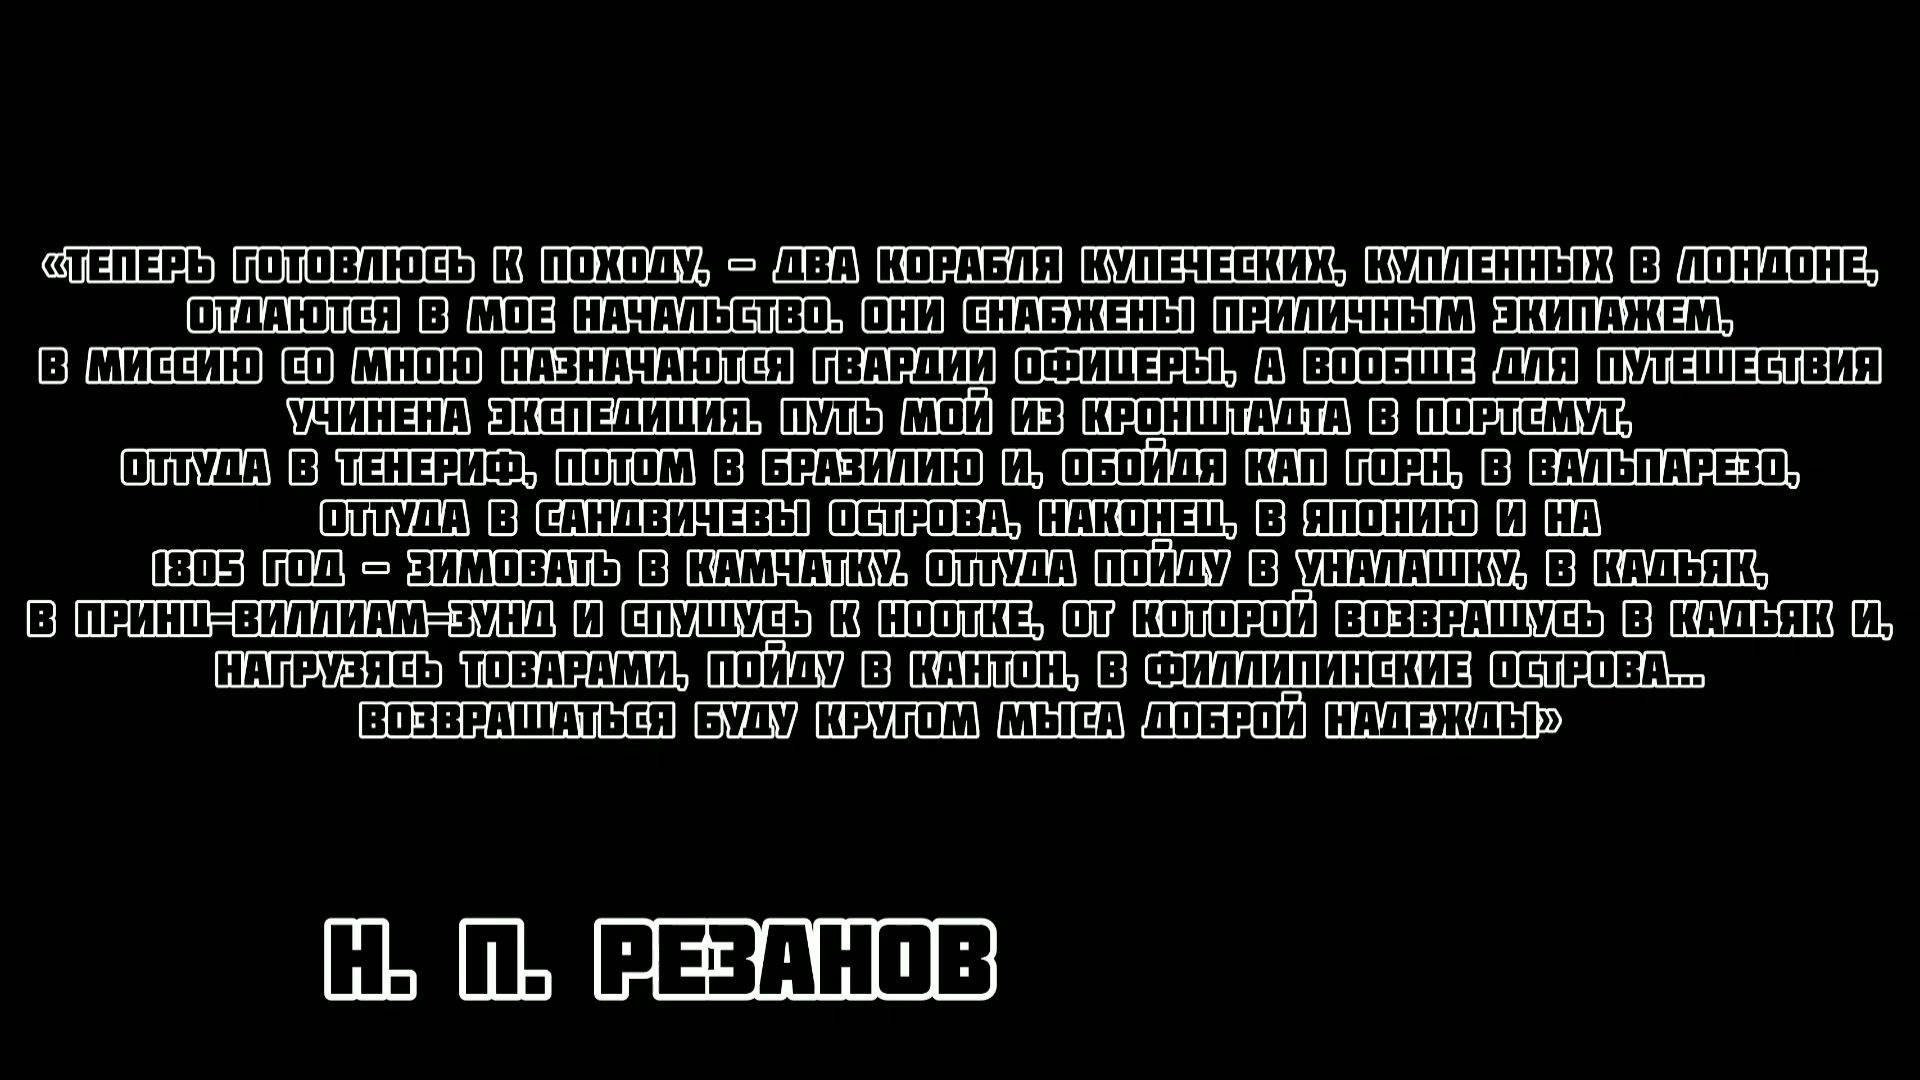 «ТЕПЕРЬ ГОТОВЛЮСЬ К ПОХОДУ, – ДВА КОРАБЛЯ КУПЕЧЕСКИХ, КУПЛЕННЫХ В ЛОНДОНЕ,
ОТДАЮТСЯ В МОЕ НАЧАЛЬСТВО. ОНИ СНАБЖЕНЫ ПРИЛИЧНЫМ ЭКИПАЖЕМ,
В МИССИЮ СО МНОЮ НАЗНАЧАЮТСЯ ГВАРДИИ ОФИЦЕРЫ, А ВООБЩЕ ДЛЯ ПУТЕШЕСТВИЯ
УЧИНЕНА ЭКСПЕДИЦИЯ. ПУТЬ МОЙ ИЗ КРОНШТАДТА В ПОРТСМУТ,
ОТТУДА В ТЕНЕРИФ, ПОТОМ В БРАЗИЛИЮ И, ОБОЙДЯ КАП ГОРН, В ВАЛЬПАРЕЗО,
ОТТУДА В САНДВИЧЕВЫ ОСТРОВА, НАКОНЕЦ, В ЯПОНИЮ И НА
1805 ГОД – ЗИМОВАТЬ В КАМЧАТКУ. ОТТУДА ПОЙДУ В УНАЛАШКУ, В КАДЬЯК,
В ПРИНЦ-ВИЛЛИАМ-ЗУНД И СПУЩУСЬ К НООТКЕ, ОТ КОТОРОЙ ВОЗВРАЩУСЬ В КАДЬЯК И,
НАГРУЗЯСЬ ТОВАРАМИ, ПОЙДУ В КАНТОН, В ФИЛЛИПИНСКИЕ ОСТРОВА...
ВОЗВРАЩАТЬСЯ БУДУ КРУГОМ МЫСА ДОБРОЙ НАДЕЖДЫ»
Н. П. РЕЗАНОВ